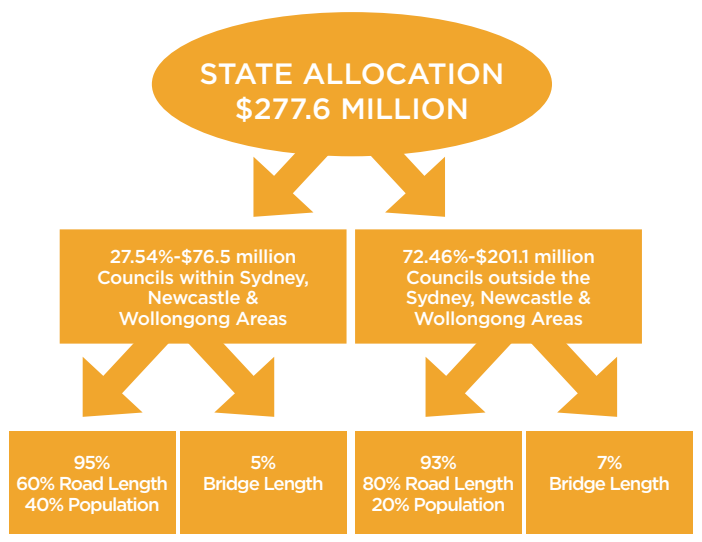 STATE ALLOCATION
$277.6 MILLION
27.54%-$76.5 million
Councils within Sydney,
Newcastle &
Wollongong Areas
72.46%-$201.1 million
Councils outside the
Sydney, Newcastle &
Wollongong Areas
95%
60% Road Length
40% Population
5%
Bridge Length
93%
80% Road Length
20% Population
7%
Bridge Length